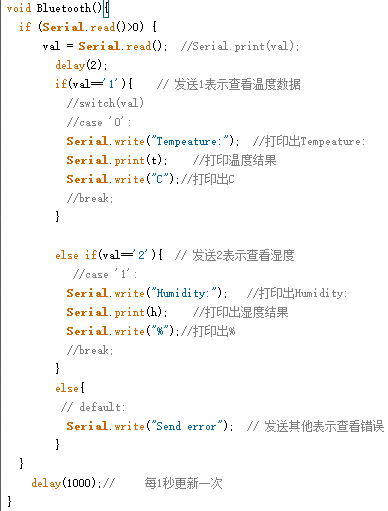 void Bluetooth(){
if (Serial.read()>0) {
val = Serial.read(); //Serial.print(val);
delay(2);
if(val=='1'){ // 发送1表示查看温度数据
//switch(val)
//case '0':
Serial.write("Tempeature:"); //打印出Tempeature:
Serial.print(t); //打印温度结果
Serial.write("C");//打印出C
//break;
}
else if(val=='2'){ // 发送2表示查看湿度
//case '1':
Serial.write("Humidity:"); //打印出Humidity:
Serial.print(h); //打印出湿度结果
Serial.write("%");//打印出%
//break;
}
else{
// default:
Serial.write("Send error"); // 发送其他表示查看错误
}
}
delay(1000);// 每1秒更新一次
}